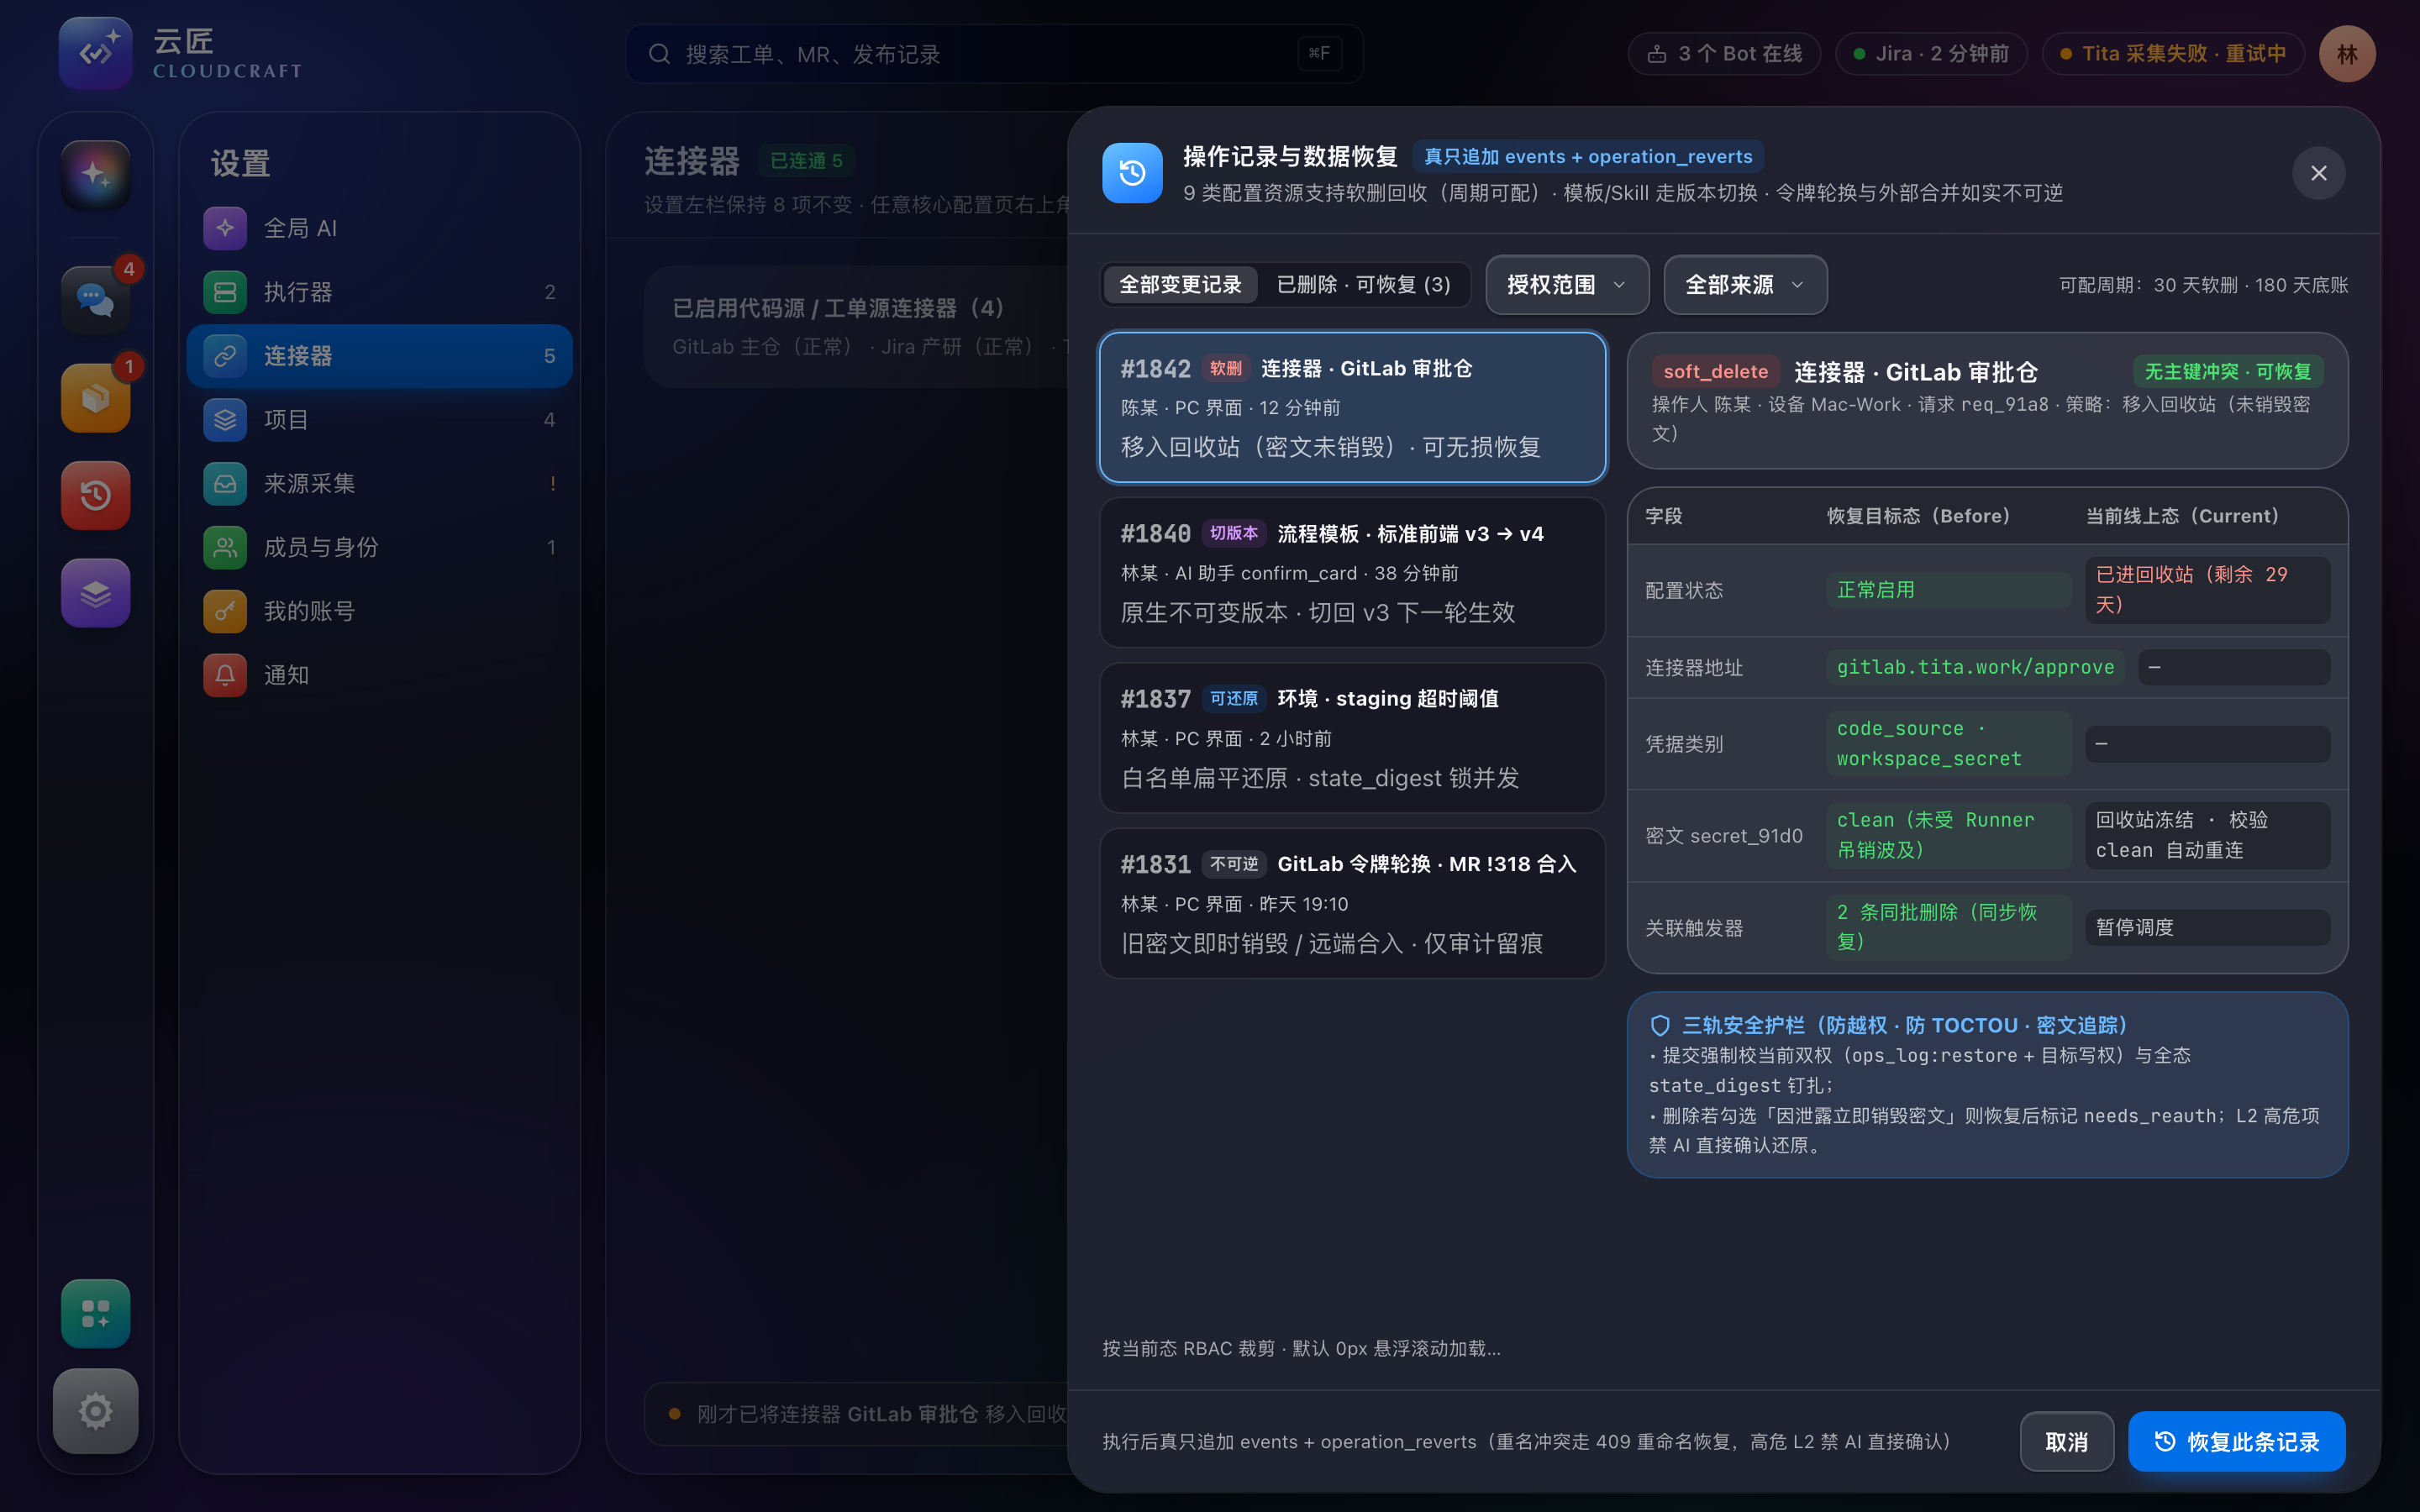 云匠
CLOUDCRAFT
搜索工单、MR、发布记录
⌘F
3 个 Bot 在线
Jira · 2 分钟前
Tita 采集失败 · 重试中
林
4
1
设置
全局 AI
执行器 2
连接器 5
项目 4
来源采集 !
成员与身份 1
我的账号
通知
连接器 已连通 5
设置左栏保持 8 项不变 · 任意核心配置页右上角
已启用代码源 / 工单源连接器（4）
GitLab 主仓（正常） · Jira 产研（正常） ·
刚才已将连接器 GitLab 审批仓 移入回收
操作记录与数据恢复 真只追加 events + operation_reverts
9 类配置资源支持软删回收（周期可配）· 模板/Skill 走版本切换 · 令牌轮换与外部合并如实不可逆
全部变更记录 已删除 · 可恢复 (3) 授权范围 全部来源
可配周期：30 天软删 · 180 天底账
#1842 软删 连接器 · GitLab 审批仓
陈某 · PC 界面 · 12 分钟前
移入回收站（密文未销毁）· 可无损恢复
#1840 切版本 流程模板 · 标准前端 v3 → v4
林某 · AI 助手 confirm_card · 38 分钟前
原生不可变版本 · 切回 v3 下一轮生效
#1837 可还原 环境 · staging 超时阈值
林某 · PC 界面 · 2 小时前
白名单扁平还原 · state_digest 锁并发
#1831 不可逆 GitLab 令牌轮换 · MR !318 合入
林某 · PC 界面 · 昨天 19:10
旧密文即时销毁 / 远端合入 · 仅审计留痕
按当前态 RBAC 裁剪 · 默认 0px 悬浮滚动加载...
soft_delete 连接器 · GitLab 审批仓 无主键冲突 · 可恢复
操作人 陈某 · 设备 Mac-Work · 请求 req_91a8 · 策略：移入回收站（未销毁密
文）
字段 恢复目标态（Before） 当前线上态（Current）
配置状态 正常启用 已进回收站（剩余 29
天）
连接器地址 gitlab.tita.work/approve —
凭据类别 code_source ·
workspace_secret —
密文 secret_91d0 clean（未受 Runner
吊销波及） 回收站冻结 · 校验
clean 自动重连
关联触发器 2 条同批删除（同步恢
复） 暂停调度
三轨安全护栏（防越权 · 防 TOCTOU · 密文追踪）
• 提交强制校当前双权（ops_log:restore + 目标写权）与全态
state_digest 钉扎；
• 删除若勾选「因泄露立即销毁密文」则恢复后标记 needs_reauth；L2 高危项
禁 AI 直接确认还原。
执行后真只追加 events + operation_reverts（重名冲突走 409 重命名恢复，高危 L2 禁 AI 直接确认）
取消 恢复此条记录